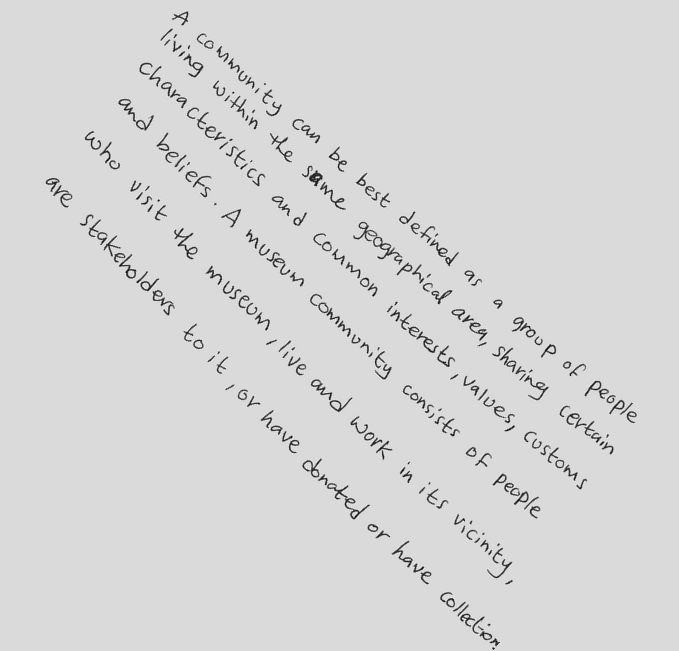 A community can be best defined as a group of people
living within the same geographical area, sharing certain
characteristics and common interests, values, customs
and beliefs. A museum community consists of people
who visit the museum, live and work in its vicinity,
are stakeholders to it, or have donated or have collection